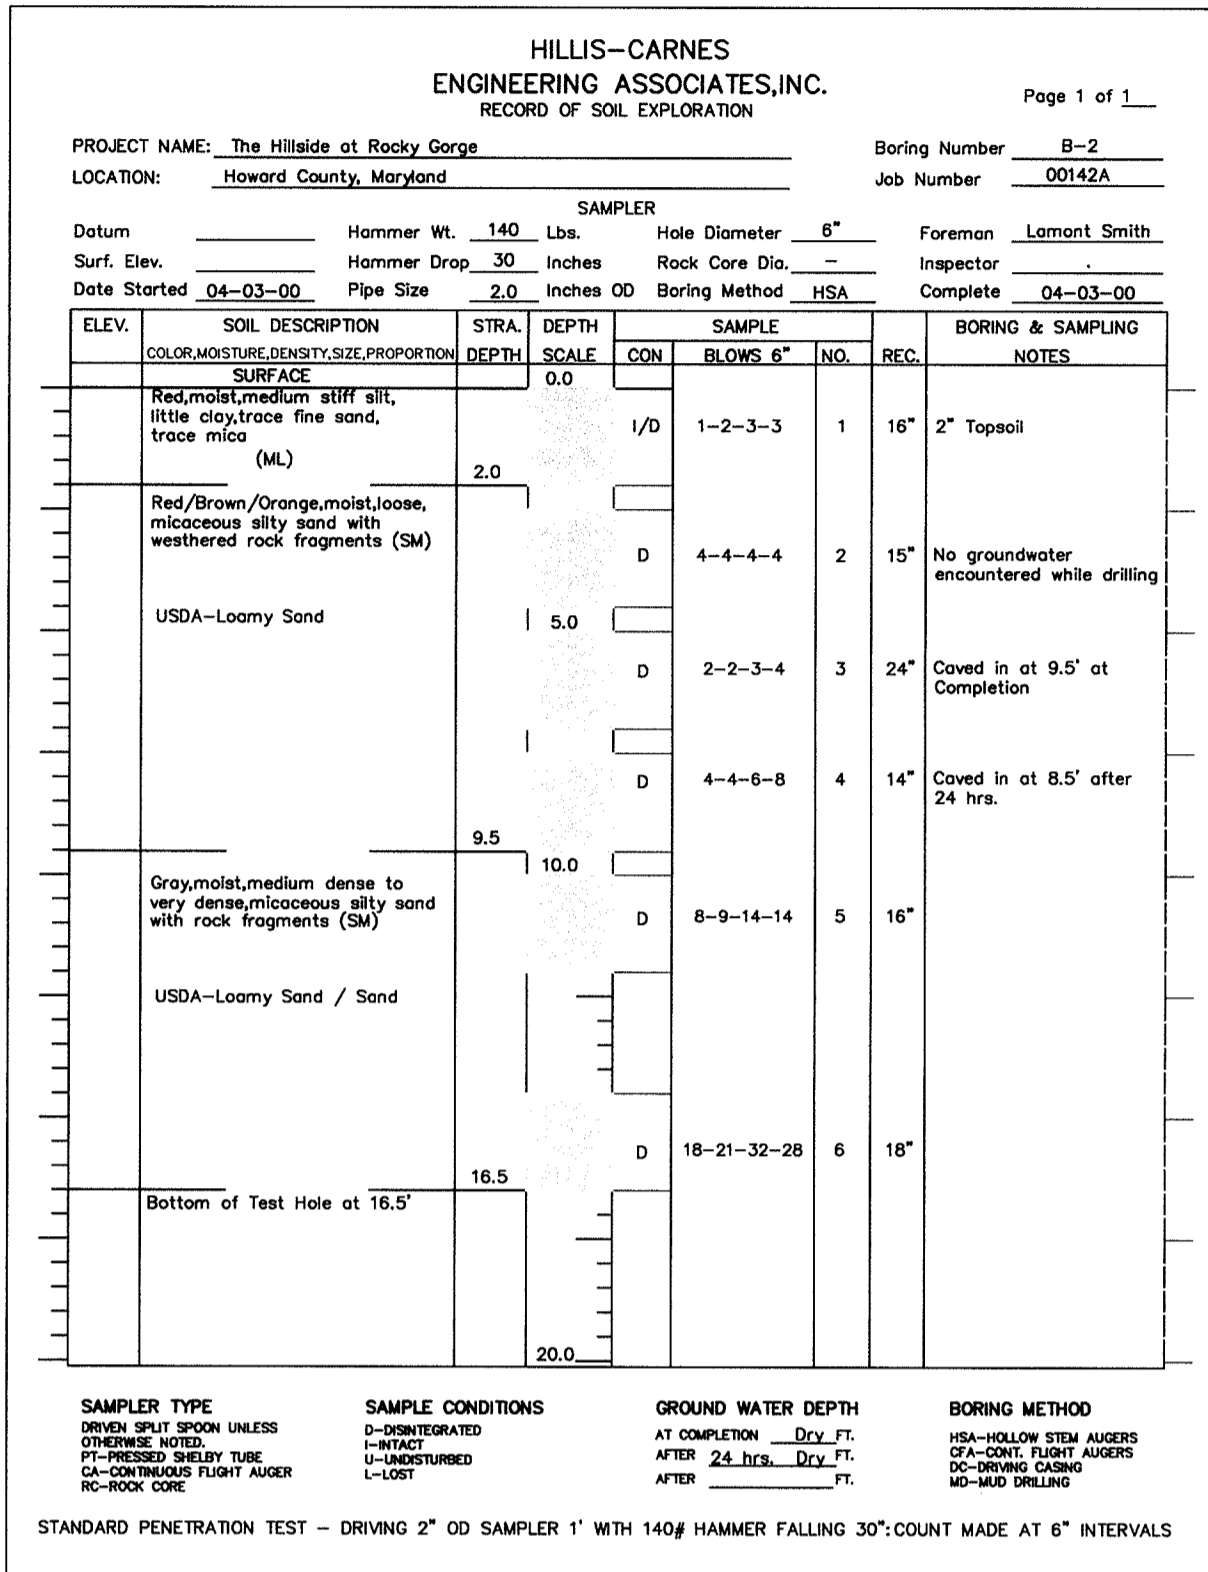 HILLIS-CARNES
ENGINEERING ASSOCIATES,INC.
RECORD OF SOIL EXPLORATION
Page 1 of 1
PROJECT NAME: The Hillside at Rocky Gorge Boring Number B-2
LOCATION: Howard County, Maryland Job Number 00142A
SAMPLER
Datum Hammer Wt. 140 Lbs. Hole Diameter 6" Foreman Lamont Smith
Surf. Elev. Hammer Drop 30 Inches Rock Core Dia. - Inspector .
Date Started 04-03-00 Pipe Size 2.0 Inches OD Boring Method HSA Complete 04-03-00
ELEV. SOIL DESCRIPTION STRA. DEPTH SAMPLE BORING & SAMPLING
COLOR,MOISTURE,DENSITY,SIZE,PROPORTION DEPTH SCALE CON BLOWS 6" NO. REC. NOTES
SURFACE 0.0
Red,moist,medium stiff silt,
little clay,trace fine sand,
trace mica
(ML)
2.0
I/D 1-2-3-3 1 16" 2" Topsoil
Red/Brown/Orange,moist,loose,
micaceous silty sand with
westhered rock fragments (SM)
D 4-4-4-4 2 15" No groundwater
encountered while drilling
USDA-Loamy Sand 5.0
D 2-2-3-4 3 24" Caved in at 9.5' at
Completion
D 4-4-6-8 4 14" Caved in at 8.5' after
24 hrs.
9.5
10.0
Gray,moist,medium dense to
very dense,micaceous silty sand
with rock fragments (SM)
D 8-9-14-14 5 16"
USDA-Loamy Sand / Sand
D 18-21-32-28 6 18"
16.5
Bottom of Test Hole at 16.5'
20.0
SAMPLER TYPE
DRIVEN SPLIT SPOON UNLESS
OTHERWISE NOTED.
PT-PRESSED SHELBY TUBE
CA-CONTINUOUS FLIGHT AUGER
RC-ROCK CORE
SAMPLE CONDITIONS
D-DISINTEGRATED
I-INTACT
U-UNDISTURBED
L-LOST
GROUND WATER DEPTH
AT COMPLETION Dry FT.
AFTER 24 hrs. Dry FT.
AFTER FT.
BORING METHOD
HSA-HOLLOW STEM AUGERS
CFA-CONT. FLIGHT AUGERS
DC-DRIVING CASING
MD-MUD DRILLING
STANDARD PENETRATION TEST - DRIVING 2" OD SAMPLER 1' WITH 140# HAMMER FALLING 30":COUNT MADE AT 6" INTERVALS